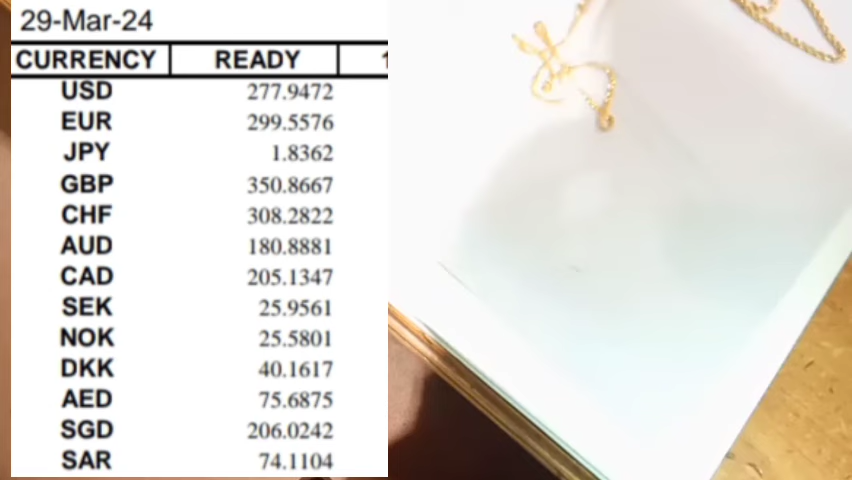 29-Mar-24
CURRENCY READY 1
USD 277.9472
EUR 299.5576
JPY 1.8362
GBP 350.8667
CHF 308.2822
AUD 180.8881
CAD 205.1347
SEK 25.9561
NOK 25.5801
DKK 40.1617
AED 75.6875
SGD 206.0242
SAR 74.1104